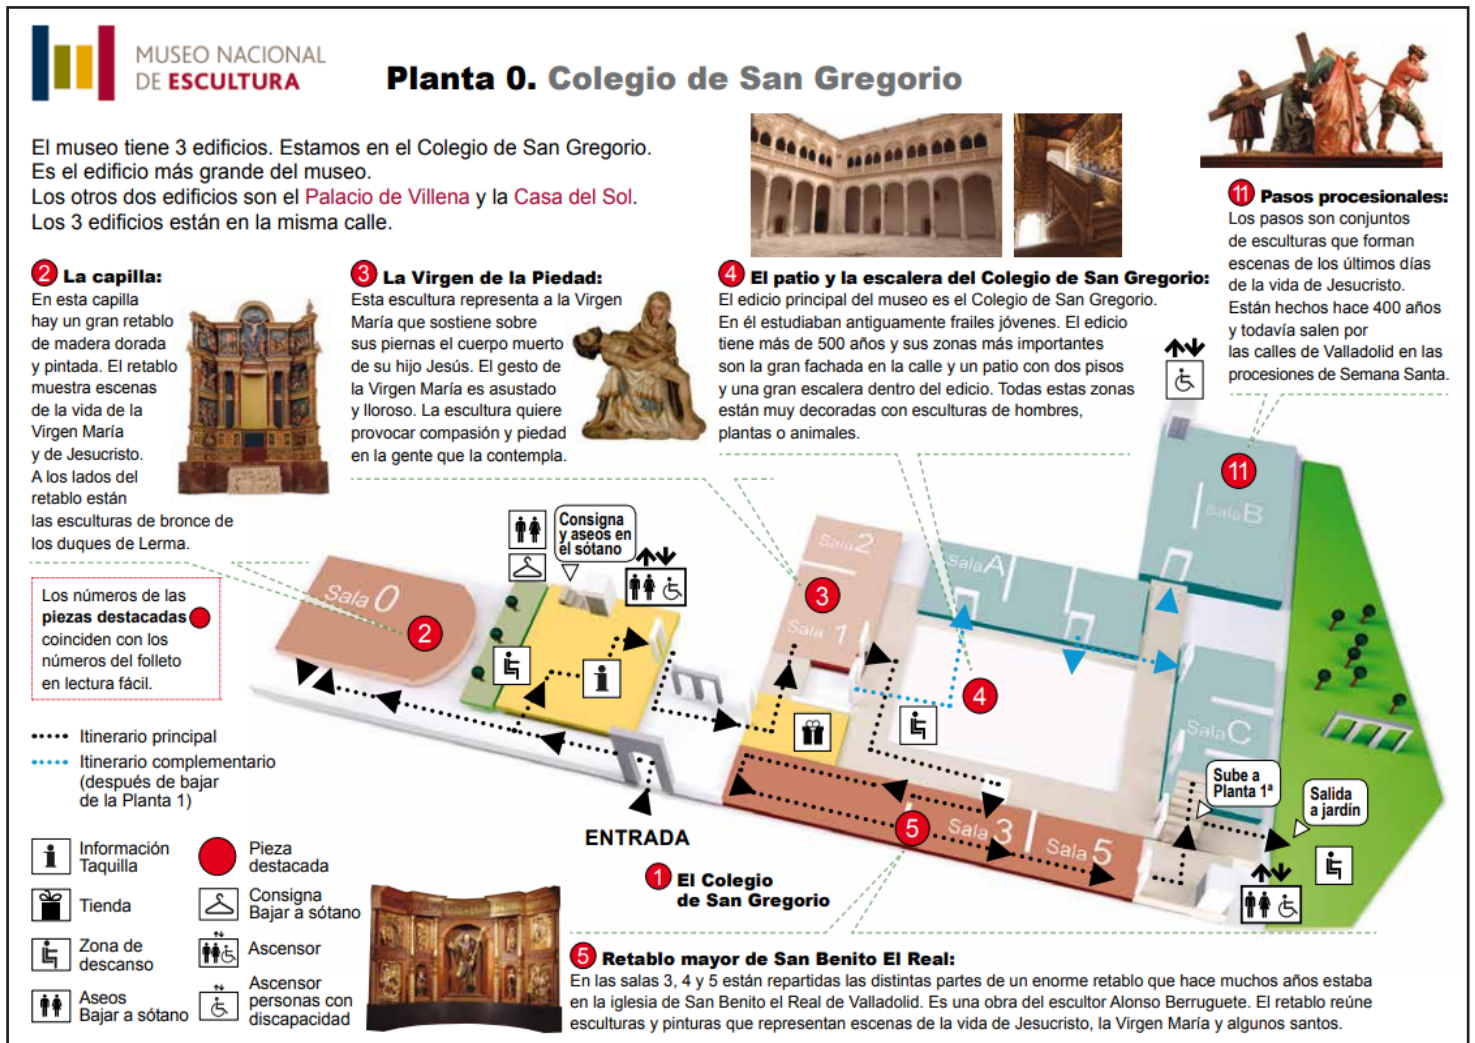 MUSEO NACIONAL
DE ESCULTURA
Planta 0. Colegio de San Gregorio
El museo tiene 3 edificios. Estamos en el Colegio de San Gregorio.
Es el edificio más grande del museo.
Los otros dos edificios son el Palacio de Villena y la Casa del Sol.
Los 3 edificios están en la misma calle.
2 La capilla:
En esta capilla
hay un gran retablo
de madera dorada
y pintada. El retablo
muestra escenas
de la vida de la
Virgen María
y de Jesucristo.
A los lados del
retablo están
las esculturas de bronce de
los duques de Lerma.
3 La Virgen de la Piedad:
Esta escultura representa a la Virgen
María que sostiene sobre
sus piernas el cuerpo muerto
de su hijo Jesús. El gesto de
la Virgen María es asustado
y lloroso. La escultura quiere
provocar compasión y piedad
en la gente que la contempla.
4 El patio y la escalera del Colegio de San Gregorio:
El edicio principal del museo es el Colegio de San Gregorio.
En él estudiaban antiguamente frailes jóvenes. El edicio
tiene más de 500 años y sus zonas más importantes
son la gran fachada en la calle y un patio con dos pisos
y una gran escalera dentro del edicio. Todas estas zonas
están muy decoradas con esculturas de hombres,
plantas o animales.
11 Pasos procesionales:
Los pasos son conjuntos
de esculturas que forman
escenas de los últimos días
de la vida de Jesucristo.
Están hechos hace 400 años
y todavía salen por
las calles de Valladolid en las
procesiones de Semana Santa.
Los números de las
piezas destacadas
coinciden con los
números del folleto
en lectura fácil.
Consigna
y aseos en
el sótano
Sala 0
2
i
Sala 2
3
Sala 1
Sala A
4
11
Sala B
Sala C
Sube a
Planta 1ª
Salida
a jardín
5
Sala 3
Sala 5
ENTRADA
1 El Colegio
de San Gregorio
Itinerario principal
Itinerario complementario
(después de bajar
de la Planta 1)
i Información
Taquilla
Pieza
destacada
Tienda
Consigna
Bajar a sótano
Zona de
descanso
Ascensor
Aseos
Bajar a sótano
Ascensor
personas con
discapacidad
5 Retablo mayor de San Benito El Real:
En las salas 3, 4 y 5 están repartidas las distintas partes de un enorme retablo que hace muchos años estaba
en la iglesia de San Benito el Real de Valladolid. Es una obra del escultor Alonso Berruguete. El retablo reúne
esculturas y pinturas que representan escenas de la vida de Jesucristo, la Virgen María y algunos santos.